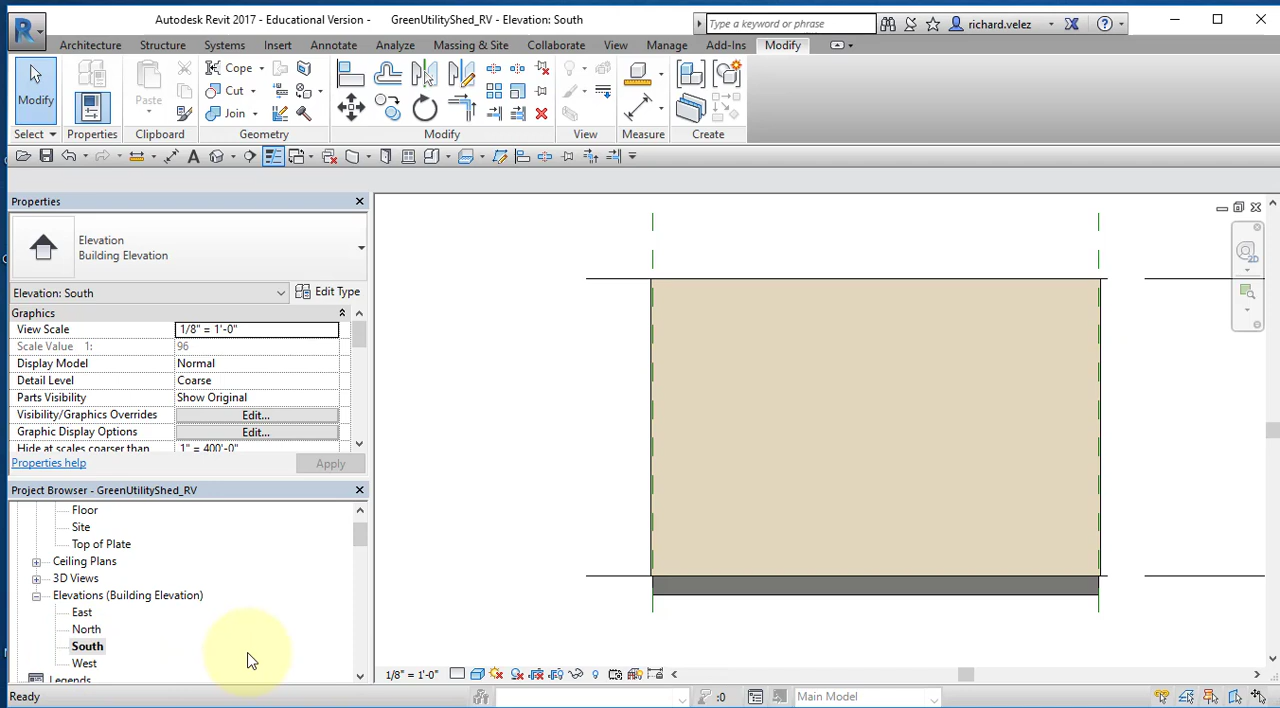 Autodesk Revit 2017 - Educational Version - GreenUtilityShed_RV - Elevation: South
Type a keyword or phrase
richard.velez
Architecture Structure Systems Insert Annotate Analyze Massing & Site Collaborate View Manage Add-Ins Modify
Modify
Paste
Cope
Cut
Join
Select Properties Clipboard Geometry Modify View Measure Create
Properties
Elevation
Building Elevation
Elevation: South
Edit Type
Graphics
View Scale 1/8" = 1'-0"
Scale Value 1: 96
Display Model Normal
Detail Level Coarse
Parts Visibility Show Original
Visibility/Graphics Overrides Edit...
Graphic Display Options Edit...
Hide at scales coarser than 1" = 400'-0"
Properties help
Apply
Project Browser - GreenUtilityShed_RV
Floor
Site
Top of Plate
Ceiling Plans
3D Views
Elevations (Building Elevation)
East
North
South
West
Legends
2D
1/8" = 1'-0"
Ready
:0
Main Model